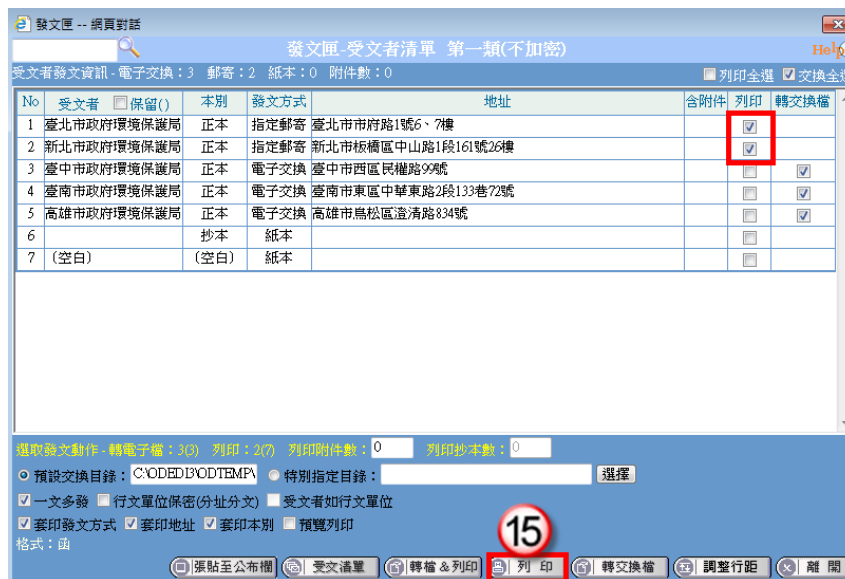 發文匣 -- 網頁對話
發文匣-受文者清單 第一類(不加密)
Help
受文者發文資訊 - 電子交換：3 郵寄：2 紙本：0 附件數：0 列印全選 交換全選
No 受文者 保留() 本別 發文方式 地址 含附件 列印 轉交換檔
1 臺北市政府環境保護局 正本 指定郵寄 臺北市市府路1號6、7樓
2 新北市政府環境保護局 正本 指定郵寄 新北市板橋區中山路1段161號26樓
3 臺中市政府環境保護局 正本 電子交換 臺中市西區民權路99號
4 臺南市政府環境保護局 正本 電子交換 臺南市東區中華東路2段133巷72號
5 高雄市政府環境保護局 正本 電子交換 高雄市鳥松區澄清路834號
6 抄本 紙本
7 (空白) (空白) 紙本
選取發文動作 - 轉電子檔：3(3) 列印：2(7) 列印附件數：0 列印抄本數：0
預設交換目錄：C:\ODEDI3\ODTEMP\ 特別指定目錄： 選擇
一文多發 行文單位保密(分址分文) 受文者如行文單位
套印發文方式 套印地址 套印本別 預覽列印
格式：函
15
張貼至公布欄 受文清單 轉檔&列印 列 印 轉交換檔 調整行距 離 開